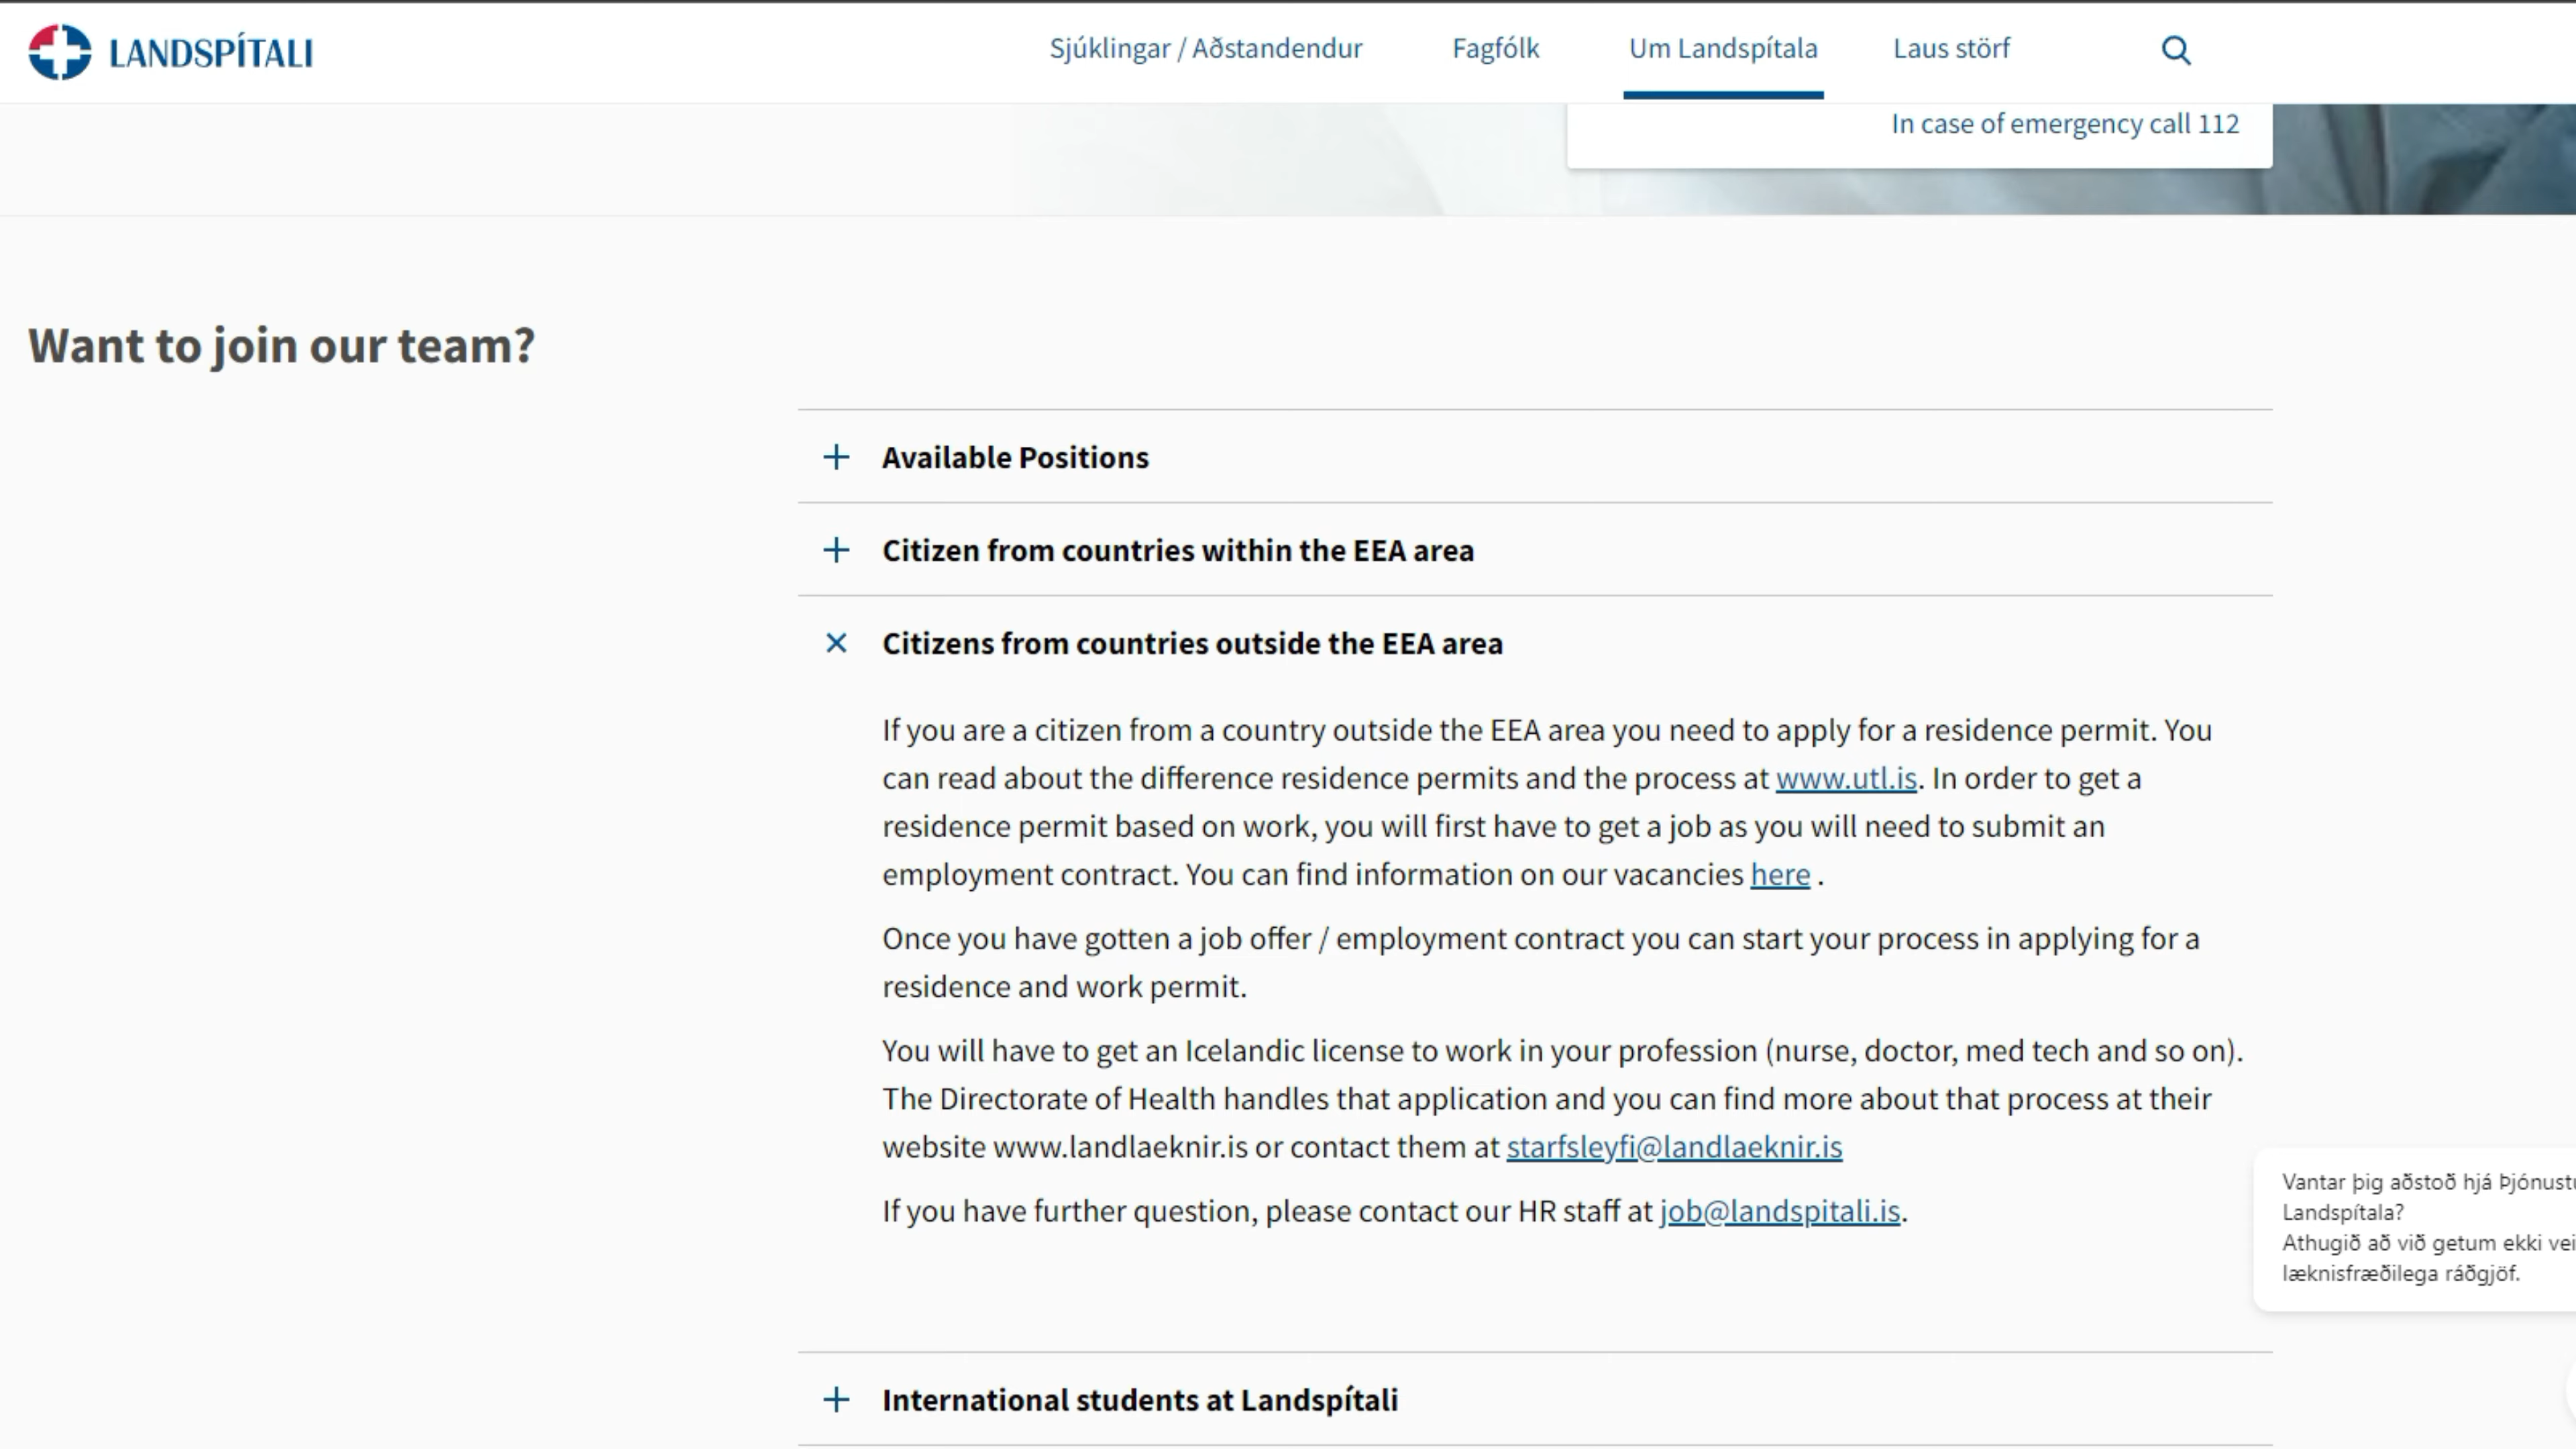 LANDSPÍTALI
Sjúklingar / Aðstandendur
Fagfólk
Um Landspítala
Laus störf
In case of emergency call 112
Want to join our team?
Available Positions
Citizen from countries within the EEA area
Citizens from countries outside the EEA area
If you are a citizen from a country outside the EEA area you need to apply for a residence permit. You
can read about the difference residence permits and the process at www.utl.is. In order to get a
residence permit based on work, you will first have to get a job as you will need to submit an
employment contract. You can find information on our vacancies here .
Once you have gotten a job offer / employment contract you can start your process in applying for a
residence and work permit.
You will have to get an Icelandic license to work in your profession (nurse, doctor, med tech and so on).
The Directorate of Health handles that application and you can find more about that process at their
website www.landlaeknir.is or contact them at starfsleyfi@landlaeknir.is
If you have further question, please contact our HR staff at job@landspitali.is.
Vantar þig aðstoð hjá
Landspítala?
Athugið að við getum ekki
læknisfræðilega ráðgjöf.
International students at Landspítali